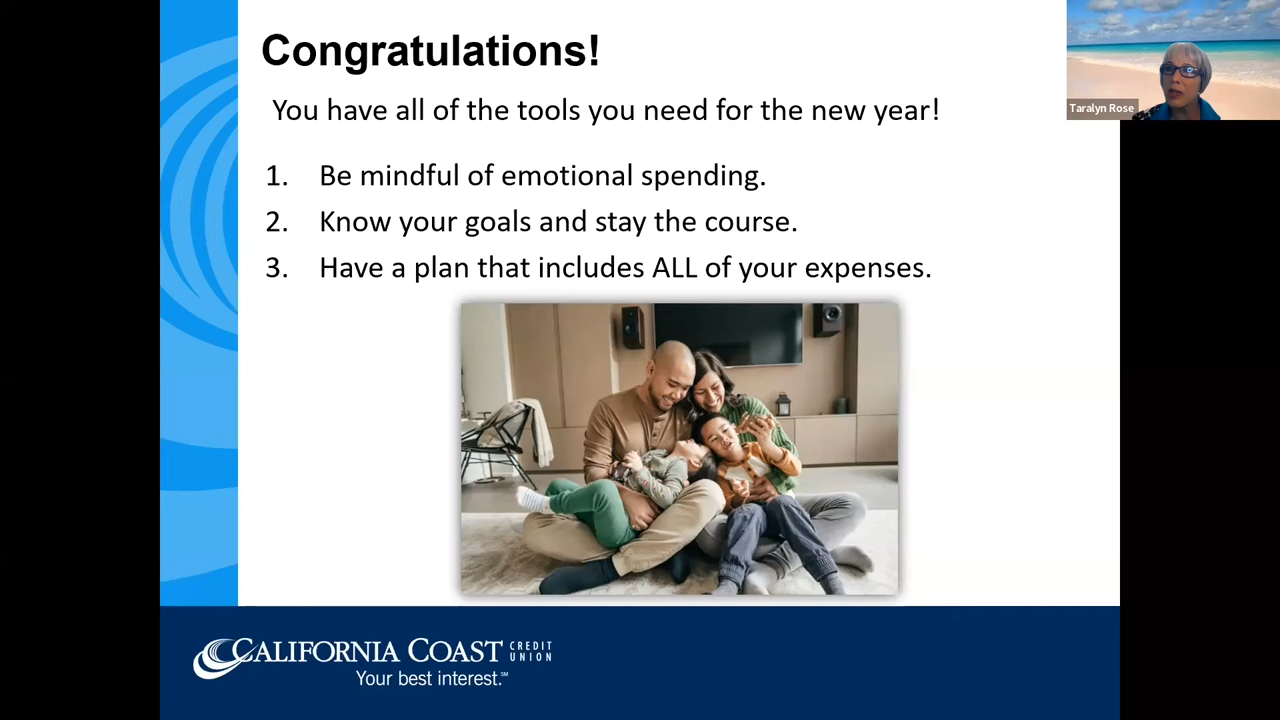 Congratulations!
You have all of the tools you need for the new year!
1. Be mindful of emotional spending.
2. Know your goals and stay the course.
3. Have a plan that includes ALL of your expenses.
Taralyn Rose
CALIFORNIA COAST CREDIT UNION
Your best interest.℠